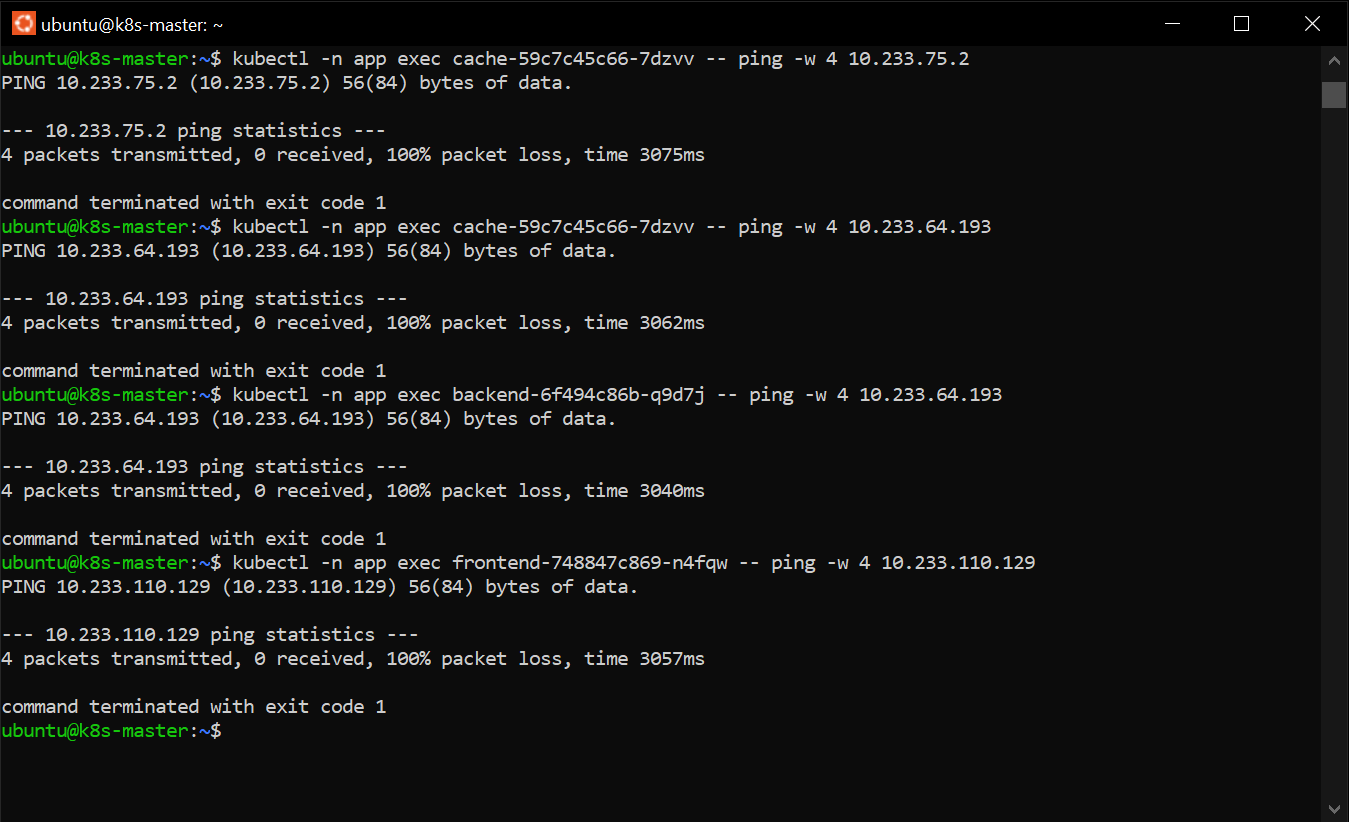 ubuntu@k8s-master: ~
ubuntu@k8s-master:~$ kubectl -n app exec cache-59c7c45c66-7dzvv -- ping -w 4 10.233.75.2
PING 10.233.75.2 (10.233.75.2) 56(84) bytes of data.
--- 10.233.75.2 ping statistics ---
4 packets transmitted, 0 received, 100% packet loss, time 3075ms
command terminated with exit code 1
ubuntu@k8s-master:~$ kubectl -n app exec cache-59c7c45c66-7dzvv -- ping -w 4 10.233.64.193
PING 10.233.64.193 (10.233.64.193) 56(84) bytes of data.
--- 10.233.64.193 ping statistics ---
4 packets transmitted, 0 received, 100% packet loss, time 3062ms
command terminated with exit code 1
ubuntu@k8s-master:~$ kubectl -n app exec backend-6f494c86b-q9d7j -- ping -w 4 10.233.64.193
PING 10.233.64.193 (10.233.64.193) 56(84) bytes of data.
--- 10.233.64.193 ping statistics ---
4 packets transmitted, 0 received, 100% packet loss, time 3040ms
command terminated with exit code 1
ubuntu@k8s-master:~$ kubectl -n app exec frontend-748847c869-n4fqw -- ping -w 4 10.233.110.129
PING 10.233.110.129 (10.233.110.129) 56(84) bytes of data.
--- 10.233.110.129 ping statistics ---
4 packets transmitted, 0 received, 100% packet loss, time 3057ms
command terminated with exit code 1
ubuntu@k8s-master:~$